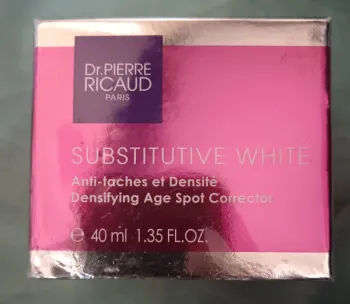 Dr.PIERRE
RICAUD
PARIS
SUBSTITUTIVE WHITE
Anti-taches et Densité
Densifying Age Spot Corrector
℮ 40 ml 1.35 FL.OZ.